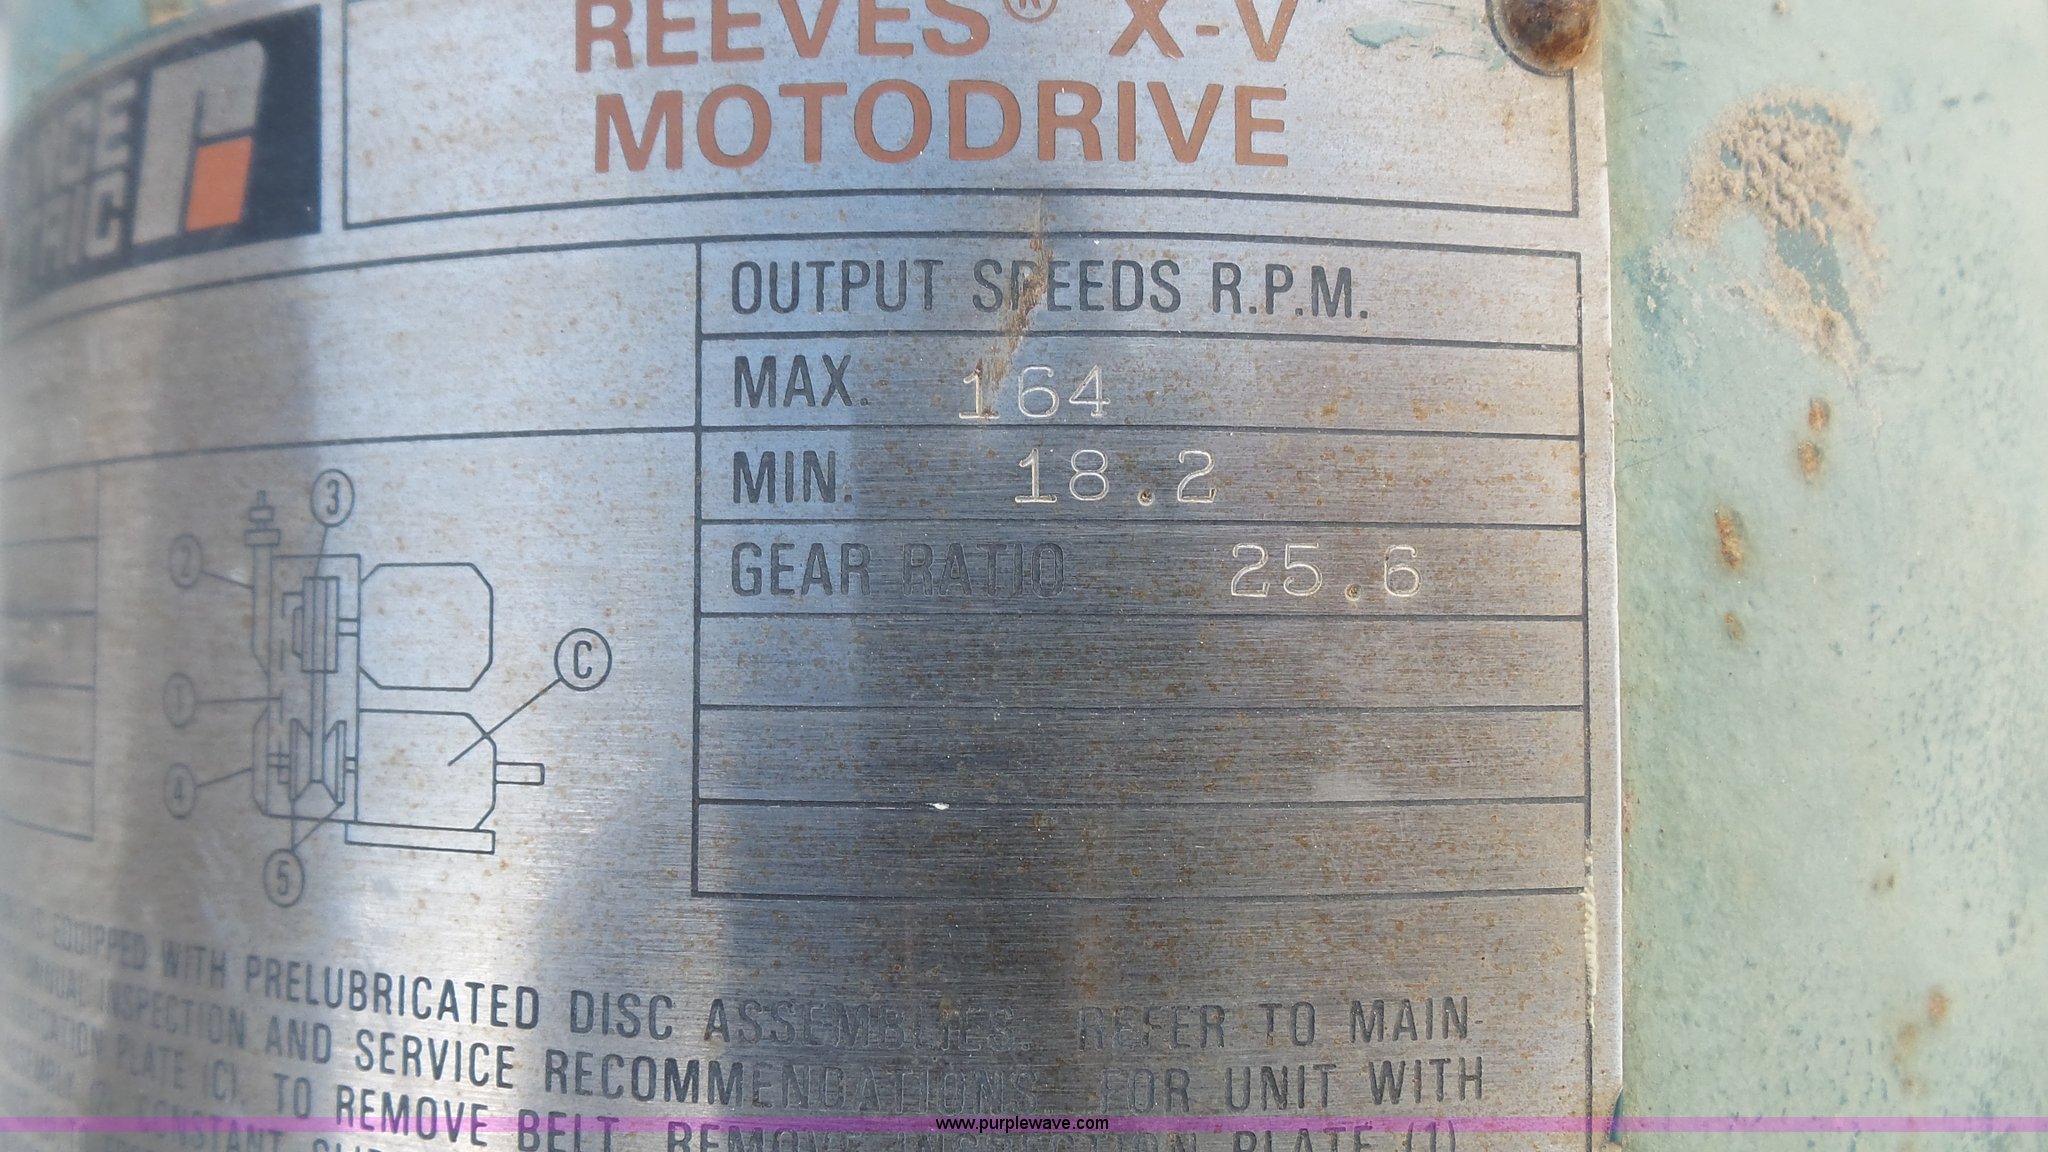 REEVES® X-V
MOTODRIVE
OUTPUT SPEEDS R.P.M.
MAX. 164
MIN. 18.2
GEAR RATIO 25.6
3
2
C
1
4
5
EQUIPPED WITH PRELUBRICATED DISC ASSEMBLIES. REFER TO MAIN-
INSPECTION AND SERVICE RECOMMENDATIONS. FOR UNIT WITH
PLATE (C). TO REMOVE BELT, REMOVE INSPECTION PLATE (1)
CONSTANT
www.purplewave.com